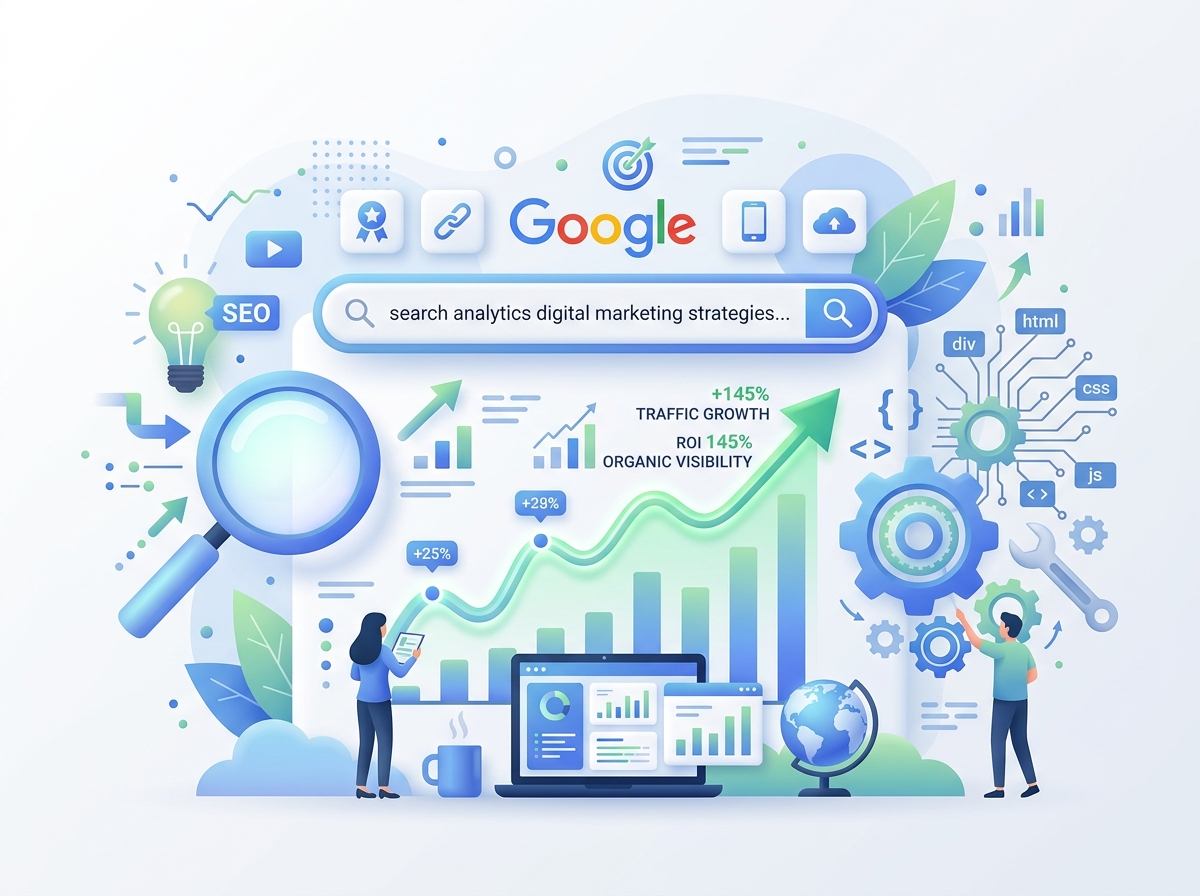 Google
SEO
search analytics digital marketing strategies...
html
div
css
+145%
TRAFFIC GROWTH
{}
ROI 145%
ORGANIC VISIBILITY
<>
js
<>
+29%
+25%